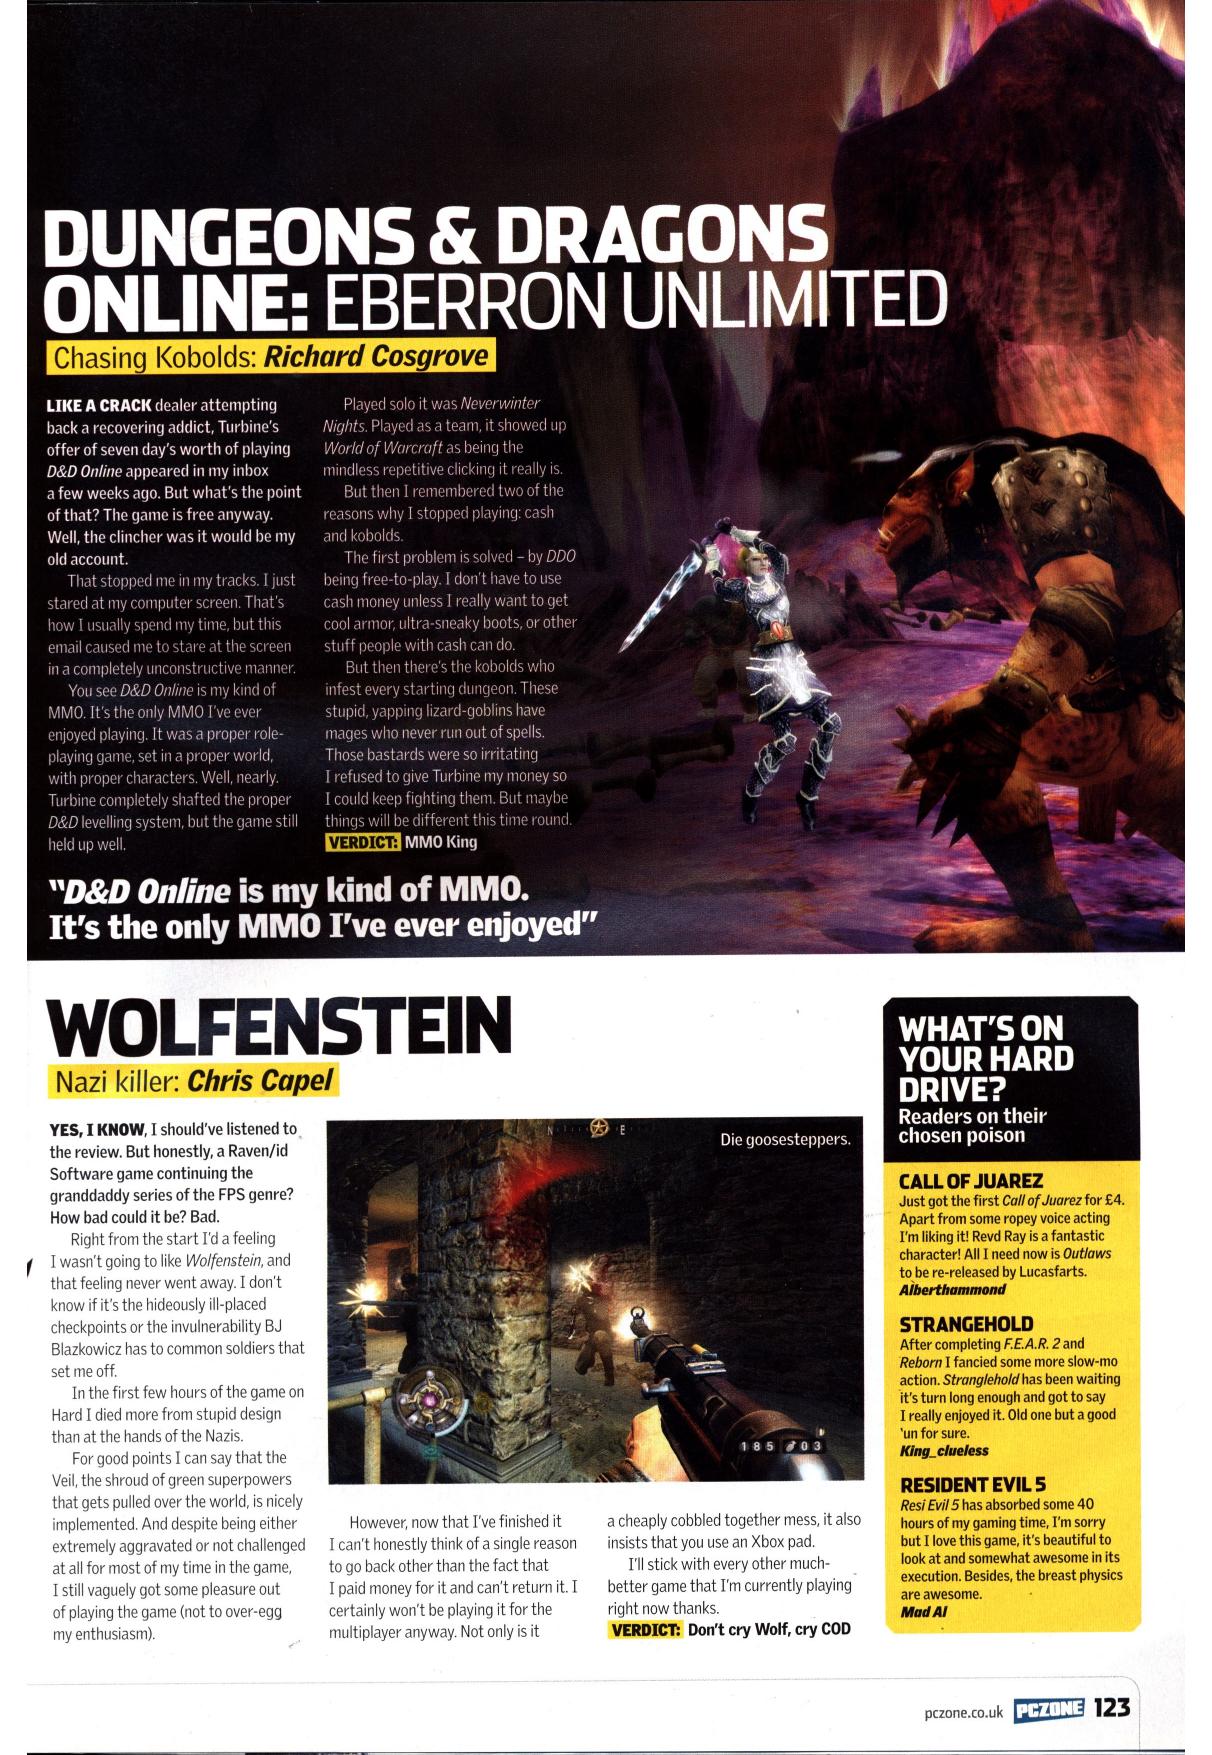 DUNGEONS & DRAGONS
ONLINE: EBERRON UNLIMITED
Chasing Kobolds: Richard Cosgrove
LIKE A CRACK dealer attempting
back a recovering addict, Turbine's
offer of seven day's worth of playing
D&D Online appeared in my inbox
a few weeks ago. But what's the point
of that? The game is free anyway.
Well, the clincher was it would be my
old account.
That stopped me in my tracks. I just
stared at my computer screen. That's
how I usually spend my time, but this
email caused me to stare at the screen
in a completely unconstructive manner.
You see D&D Online is my kind of
MMO. It's the only MMO I've ever
enjoyed playing. It was a proper role-
playing game, set in a proper world,
with proper characters. Well, nearly.
Turbine completely shafted the proper
D&D levelling system, but the game still
held up well.
Played solo it was Neverwinter
Nights. Played as a team, it showed up
World of Warcraft as being the
mindless repetitive clicking it really is.
But then I remembered two of the
reasons why I stopped playing: cash
and kobolds.
The first problem is solved – by DDO
being free-to-play. I don't have to use
cash money unless I really want to get
cool armor, ultra-sneaky boots, or other
stuff people with cash can do.
But then there's the kobolds who
infest every starting dungeon. These
stupid, yapping lizard-goblins have
mages who never run out of spells.
Those bastards were so irritating
I refused to give Turbine my money so
I could keep fighting them. But maybe
things will be different this time round.
VERDICT: MMO King
"D&D Online is my kind of MMO.
It's the only MMO I've ever enjoyed"
WOLFENSTEIN
Nazi killer: Chris Capel
YES, I KNOW, I should've listened to
the review. But honestly, a Raven/id
Software game continuing the
granddaddy series of the FPS genre?
How bad could it be? Bad.
Right from the start I'd a feeling
I wasn't going to like Wolfenstein, and
that feeling never went away. I don't
know if it's the hideously ill-placed
checkpoints or the invulnerability BJ
Blazkowicz has to common soldiers that
set me off.
In the first few hours of the game on
Hard I died more from stupid design
than at the hands of the Nazis.
For good points I can say that the
Veil, the shroud of green superpowers
that gets pulled over the world, is nicely
implemented. And despite being either
extremely aggravated or not challenged
at all for most of my time in the game,
I still vaguely got some pleasure out
of playing the game (not to over-egg
my enthusiasm).
N E
Die goosesteppers.
185 03
However, now that I've finished it
I can't honestly think of a single reason
to go back other than the fact that
I paid money for it and can't return it. I
certainly won't be playing it for the
multiplayer anyway. Not only is it
a cheaply cobbled together mess, it also
insists that you use an Xbox pad.
I'll stick with every other much-
better game that I'm currently playing
right now thanks.
VERDICT: Don't cry Wolf, cry COD
WHAT'S ON
YOUR HARD
DRIVE?
Readers on their
chosen poison
CALL OF JUAREZ
Just got the first Call of Juarez for £4.
Apart from some ropey voice acting
I'm liking it! Revd Ray is a fantastic
character! All I need now is Outlaws
to be re-released by Lucasfarts.
Alberthammond
STRANGEHOLD
After completing F.E.A.R. 2 and
Reborn I fancied some more slow-mo
action. Stranglehold has been waiting
it's turn long enough and got to say
I really enjoyed it. Old one but a good
'un for sure.
King_clueless
RESIDENT EVIL 5
Resi Evil 5 has absorbed some 40
hours of my gaming time, I'm sorry
but I love this game, it's beautiful to
look at and somewhat awesome in its
execution. Besides, the breast physics
are awesome.
Mad Al
pczone.co.uk PCZONE 123